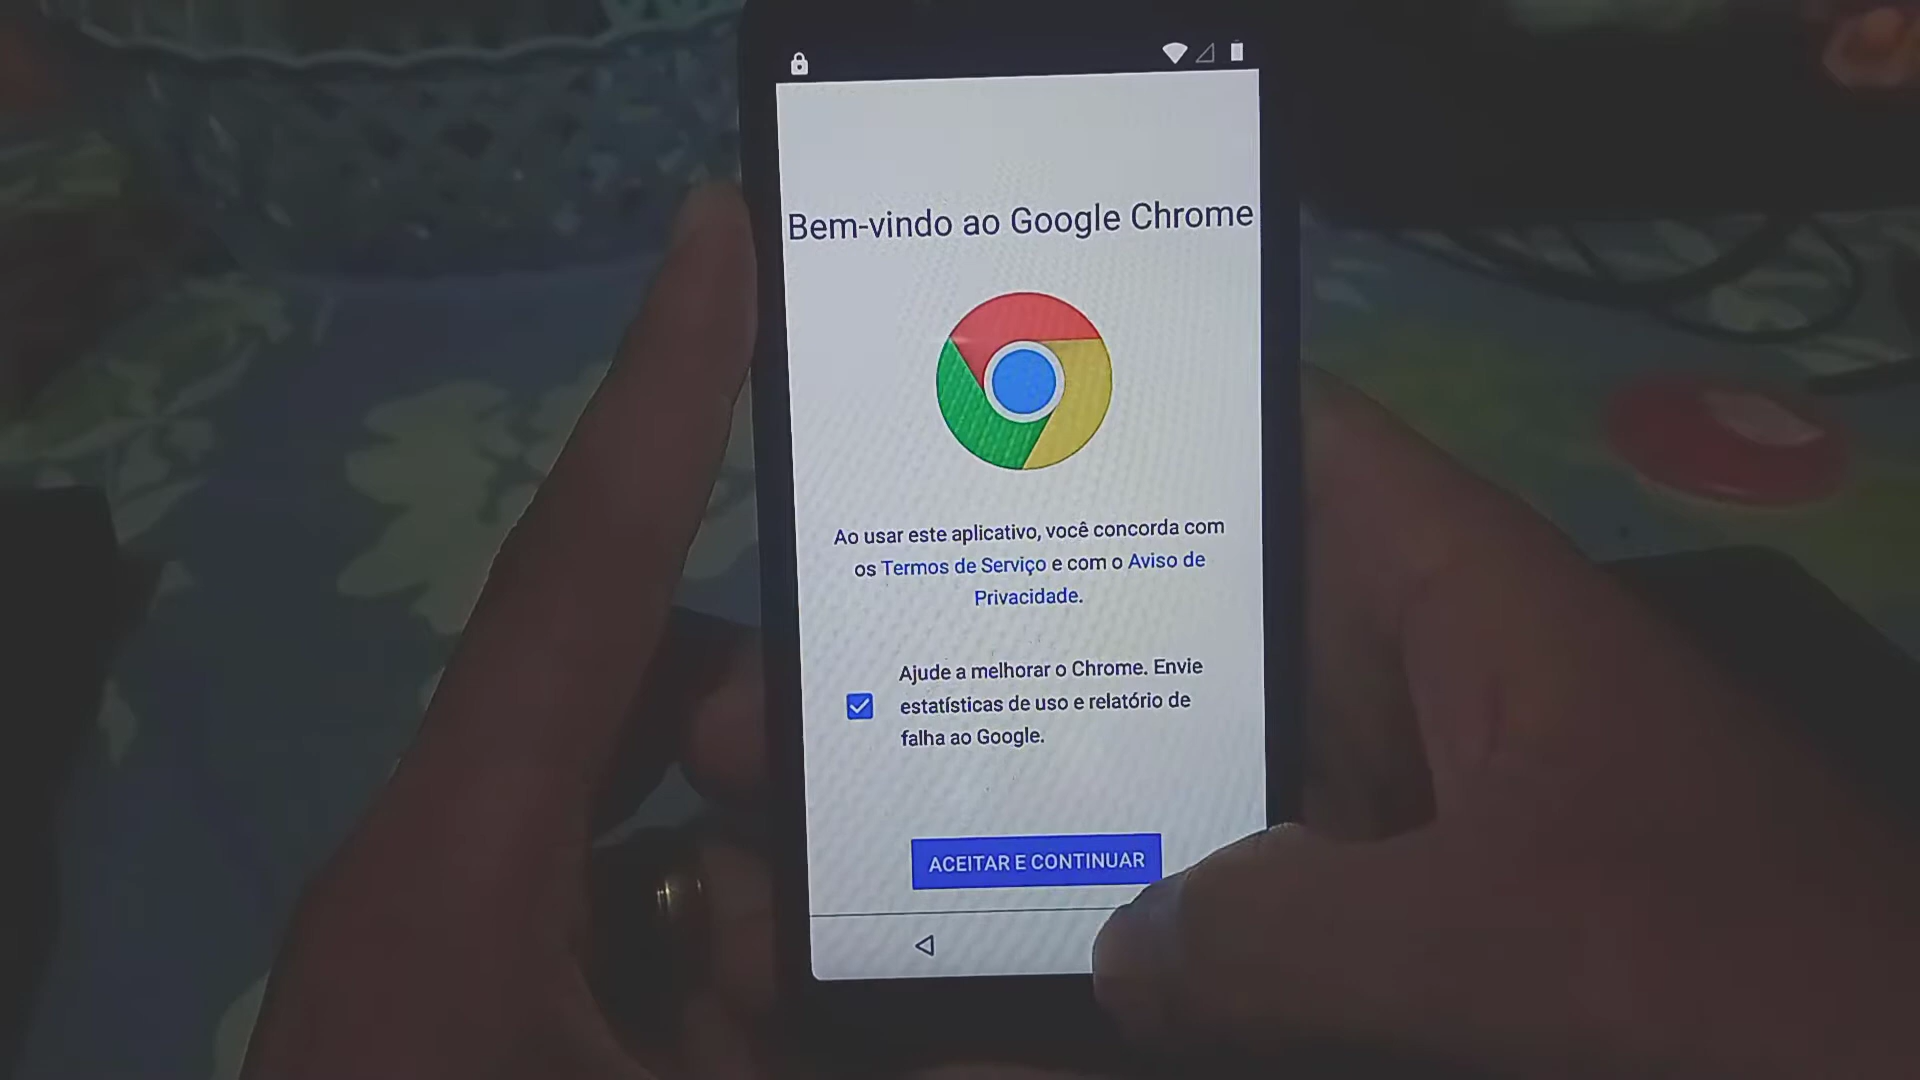 Bem-vindo ao Google Chrome
Ao usar este aplicativo, você concorda com
os Termos de Serviço e com o Aviso de
Privacidade.
Ajude a melhorar o Chrome. Envie
estatísticas de uso e relatório de
falha ao Google.
ACEITAR E CONTINUAR